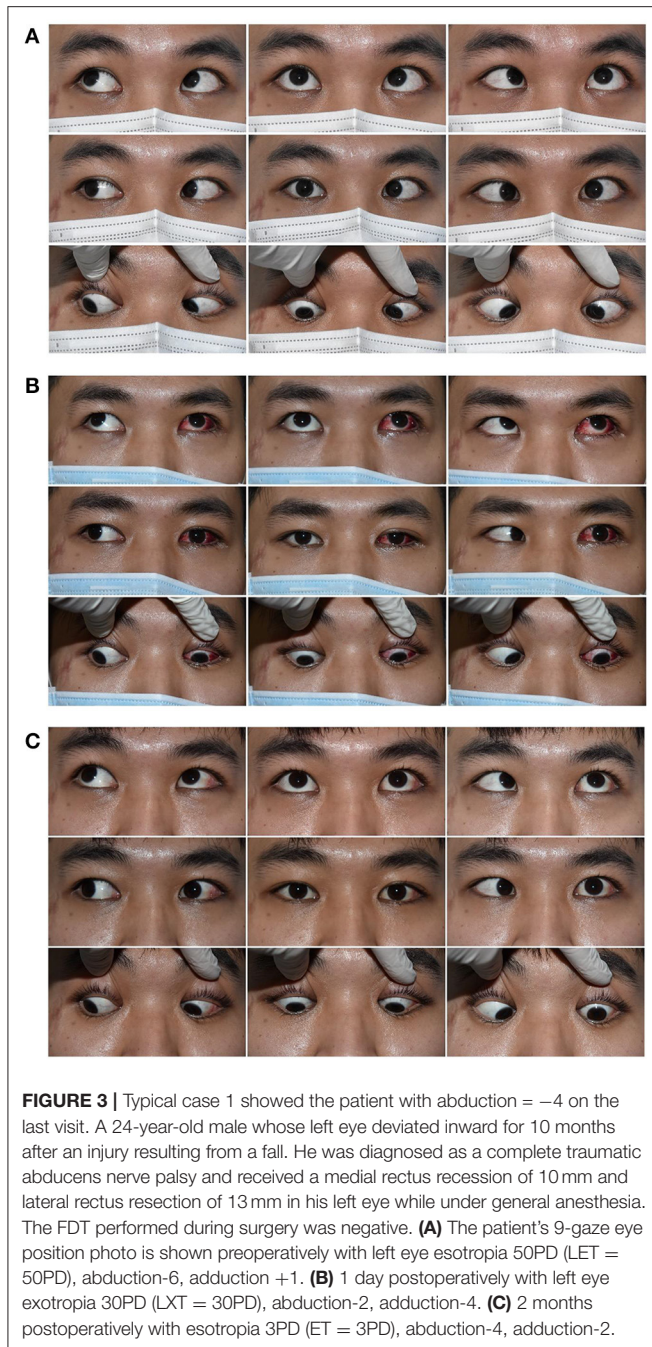 A
B
C
FIGURE 3 | Typical case 1 showed the patient with abduction = −4 on the
last visit. A 24-year-old male whose left eye deviated inward for 10 months
after an injury resulting from a fall. He was diagnosed as a complete traumatic
abducens nerve palsy and received a medial rectus recession of 10 mm and
lateral rectus resection of 13 mm in his left eye while under general anesthesia.
The FDT performed during surgery was negative. (A) The patient's 9-gaze eye
position photo is shown preoperatively with left eye esotropia 50PD (LET =
50PD), abduction-6, adduction +1. (B) 1 day postoperatively with left eye
exotropia 30PD (LXT = 30PD), abduction-2, adduction-4. (C) 2 months
postoperatively with esotropia 3PD (ET = 3PD), abduction-4, adduction-2.